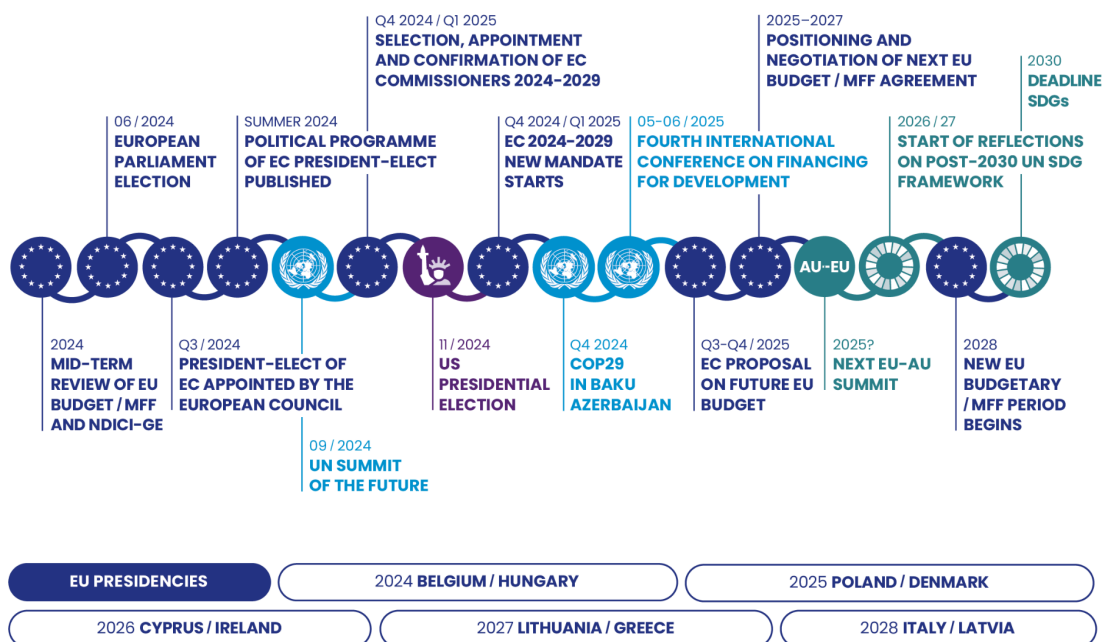 Q4 2024 / Q1 2025
SELECTION, APPOINTMENT
AND CONFIRMATION OF EC
COMMISSIONERS 2024-2029
2025–2027
POSITIONING AND
NEGOTIATION OF NEXT EU
BUDGET / MFF AGREEMENT
2030
DEADLINE
SDGs
06 / 2024
EUROPEAN
PARLIAMENT
ELECTION
SUMMER 2024
POLITICAL PROGRAMME
OF EC PRESIDENT-ELECT
PUBLISHED
Q4 2024 / Q1 2025
EC 2024-2029
NEW MANDATE
STARTS
05-06 / 2025
FOURTH INTERNATIONAL
CONFERENCE ON FINANCING
FOR DEVELOPMENT
2026 / 27
START OF REFLECTIONS
ON POST-2030 UN SDG
FRAMEWORK
AU-EU
2024
MID-TERM
REVIEW OF EU
BUDGET / MFF
AND NDICI-GE
Q3 / 2024
PRESIDENT-ELECT OF
EC APPOINTED BY THE
EUROPEAN COUNCIL
09 / 2024
UN SUMMIT
OF THE FUTURE
11 / 2024
US
PRESIDENTIAL
ELECTION
Q4 2024
COP29
IN BAKU
AZERBAIJAN
Q3-Q4 / 2025
EC PROPOSAL
ON FUTURE EU
BUDGET
2025?
NEXT EU-AU
SUMMIT
2028
NEW EU
BUDGETARY
/ MFF PERIOD
BEGINS
EU PRESIDENCIES
2024 BELGIUM / HUNGARY
2025 POLAND / DENMARK
2026 CYPRUS / IRELAND
2027 LITHUANIA / GREECE
2028 ITALY / LATVIA